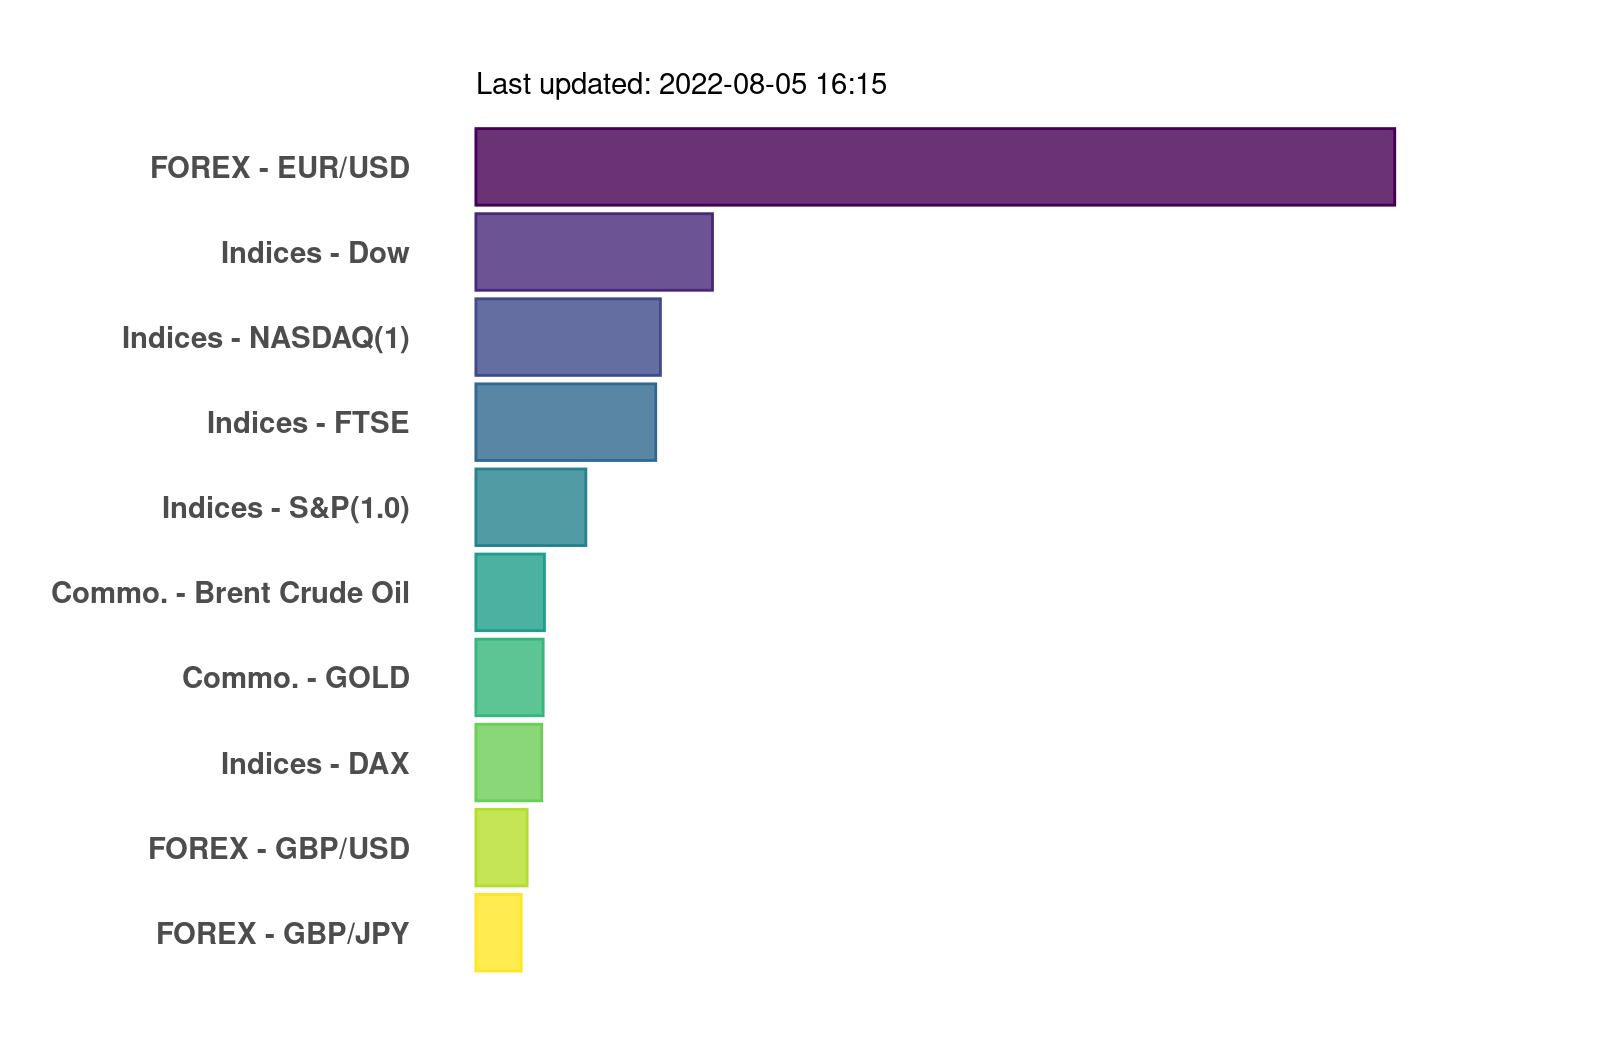 Last updated: 2022-08-05 16:15
FOREX - EUR/USD
Indices - Dow
Indices - NASDAQ(1)
Indices - FTSE
Indices - S&P(1.0)
Commo. - Brent Crude Oil
Commo. - GOLD
Indices - DAX
FOREX - GBP/USD
FOREX - GBP/JPY